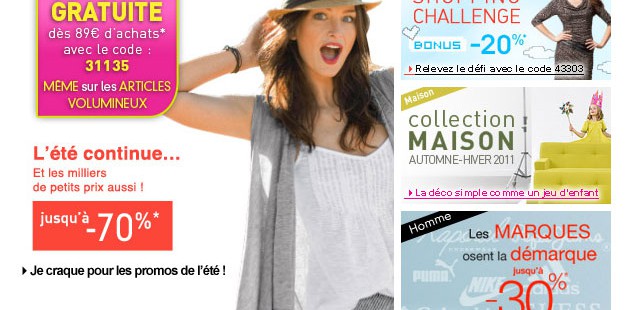 GRATUITE
dès 89€ d'achats*
avec le code :
31135
MÊME sur les ARTICLES
VOLUMINEUX
L'été continue...
Et les milliers
de petits prix aussi !
jusqu'à -70%*
Je craque pour les promos de l'été !
CHALLENGE
BONUS -20%*
Relevez le défi avec le code 43303
Maison
collection
MAISON
AUTOMNE-HIVER 2011
La déco simple comme un jeu d'enfant
Homme
Les MARQUES
osent la démarque
jusqu'à
-30%*
PUMA
NIKE